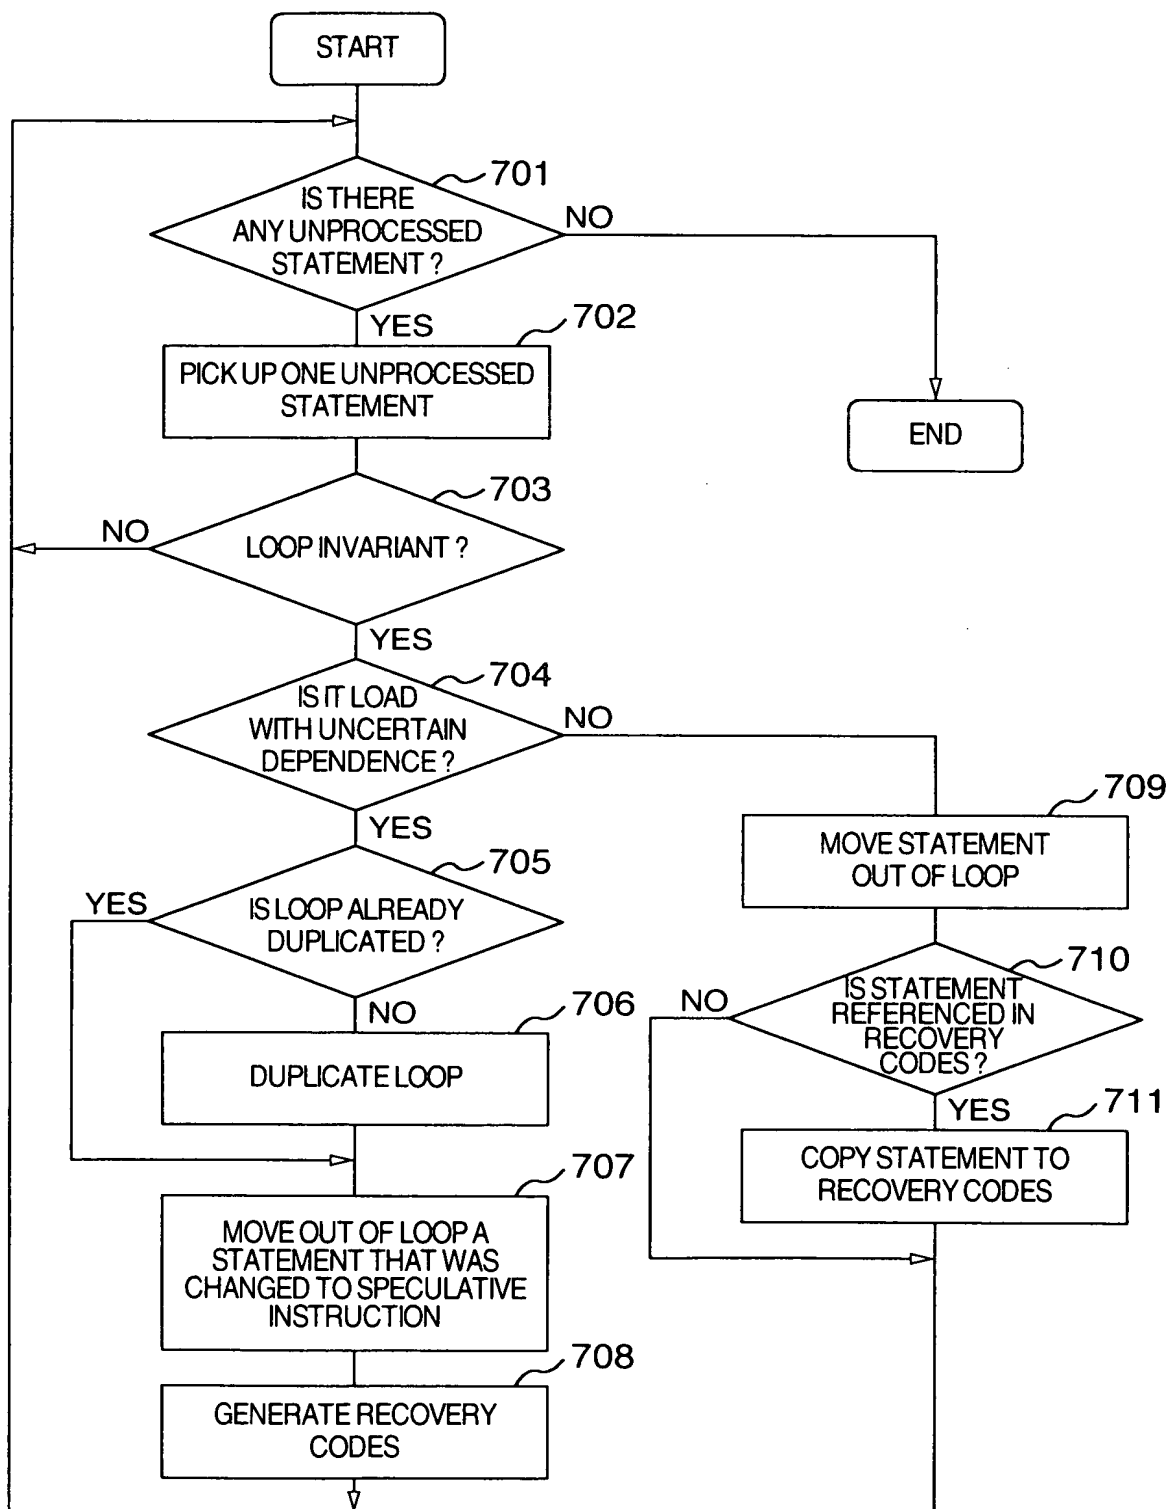 START
701
IS THERE
ANY UNPROCESSED
STATEMENT ?
NO
YES
702
PICK UP ONE UNPROCESSED
STATEMENT
END
703
NO
LOOP INVARIANT ?
YES
704
IS IT LOAD
WITH UNCERTAIN
DEPENDENCE ?
NO
YES
705
YES
IS LOOP ALREADY
DUPLICATED ?
NO
706
DUPLICATE LOOP
707
MOVE OUT OF LOOP A
STATEMENT THAT WAS
CHANGED TO SPECULATIVE
INSTRUCTION
708
GENERATE RECOVERY
CODES
709
MOVE STATEMENT
OUT OF LOOP
710
NO
IS STATEMENT
REFERENCED IN
RECOVERY
CODES ?
YES
711
COPY STATEMENT TO
RECOVERY CODES